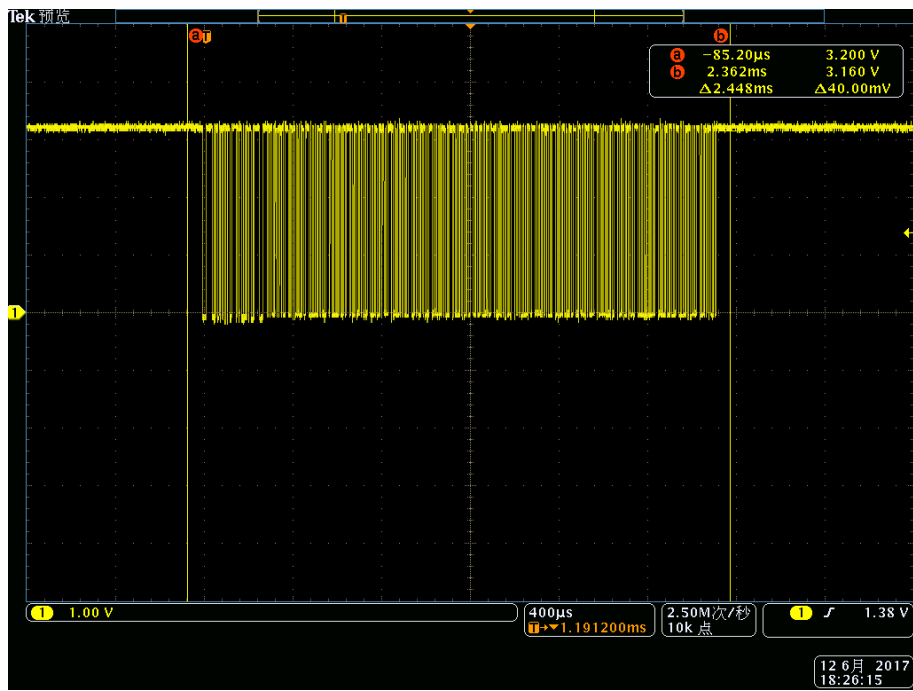 Tek 预览
a T b
T
a −85.20µs 3.200 V
b 2.362ms 3.160 V
Δ2.448ms Δ40.00mV
1
1 1.00 V
400µs
T→▼1.191200ms
2.50M次/秒
10k 点
1 1.38 V
12 6月 2017
18:26:15